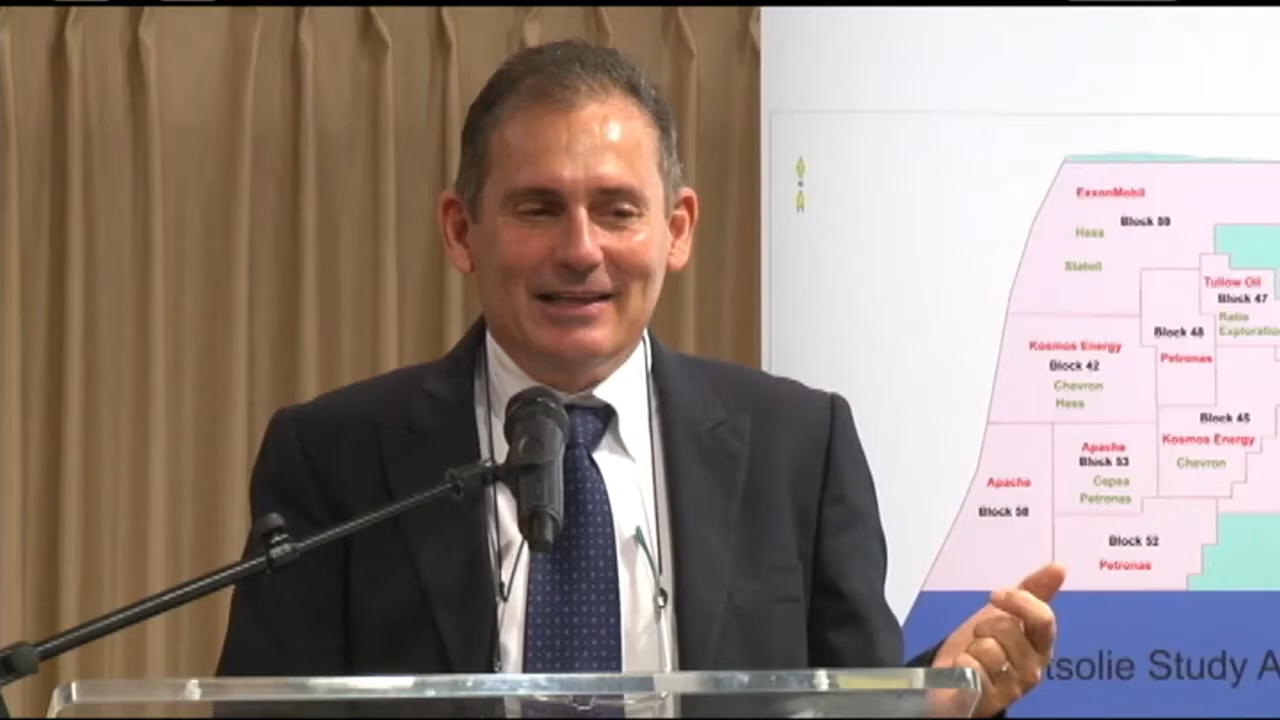 ExxonMobil
Block 59
Hess
Statoil
Tullow Oil
Block 47
Ratio
Exploratio
Block 48
Petronas
Kosmos Energy
Block 42
Chevron
Hess
Block 45
Kosmos Energy
Chevron
Apache
Block 53
Cepsa
Petronas
Apache
Block 58
Block 52
Petronas
tsolie Study A